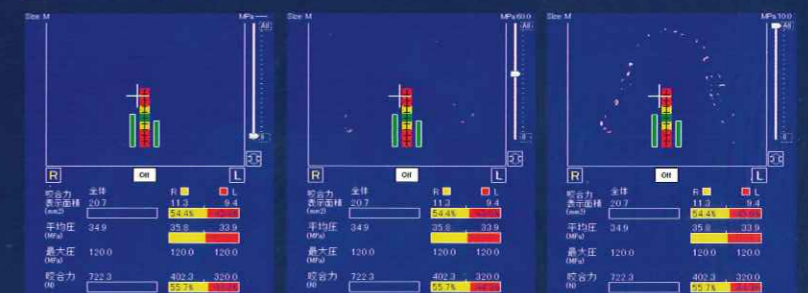 Size: M
MPa ----
All
R
Off
L
咬合力
表示面積
(mm2)
全体
20.7
R
11.3
L
9.4
54.4%
平均圧
(MPa)
34.9
35.8
33.9
最大圧
(MPa)
120.0
120.0
120.0
咬合力
(N)
722.3
402.3
320.0
55.7%
Size: M
MPa 60.0
All
R
Off
L
咬合力
表示面積
(mm2)
全体
20.7
R
11.3
L
9.4
54.4%
平均圧
(MPa)
34.9
35.8
33.9
最大圧
(MPa)
120.0
120.0
120.0
咬合力
(N)
722.3
402.3
320.0
55.7%
Size: M
MPa 10.0
All
R
Off
L
咬合力
表示面積
(mm2)
全体
20.7
R
11.3
L
9.4
54.4%
平均圧
(MPa)
34.9
35.8
33.9
最大圧
(MPa)
120.0
120.0
120.0
咬合力
(N)
722.3
402.3
320.0
55.7%